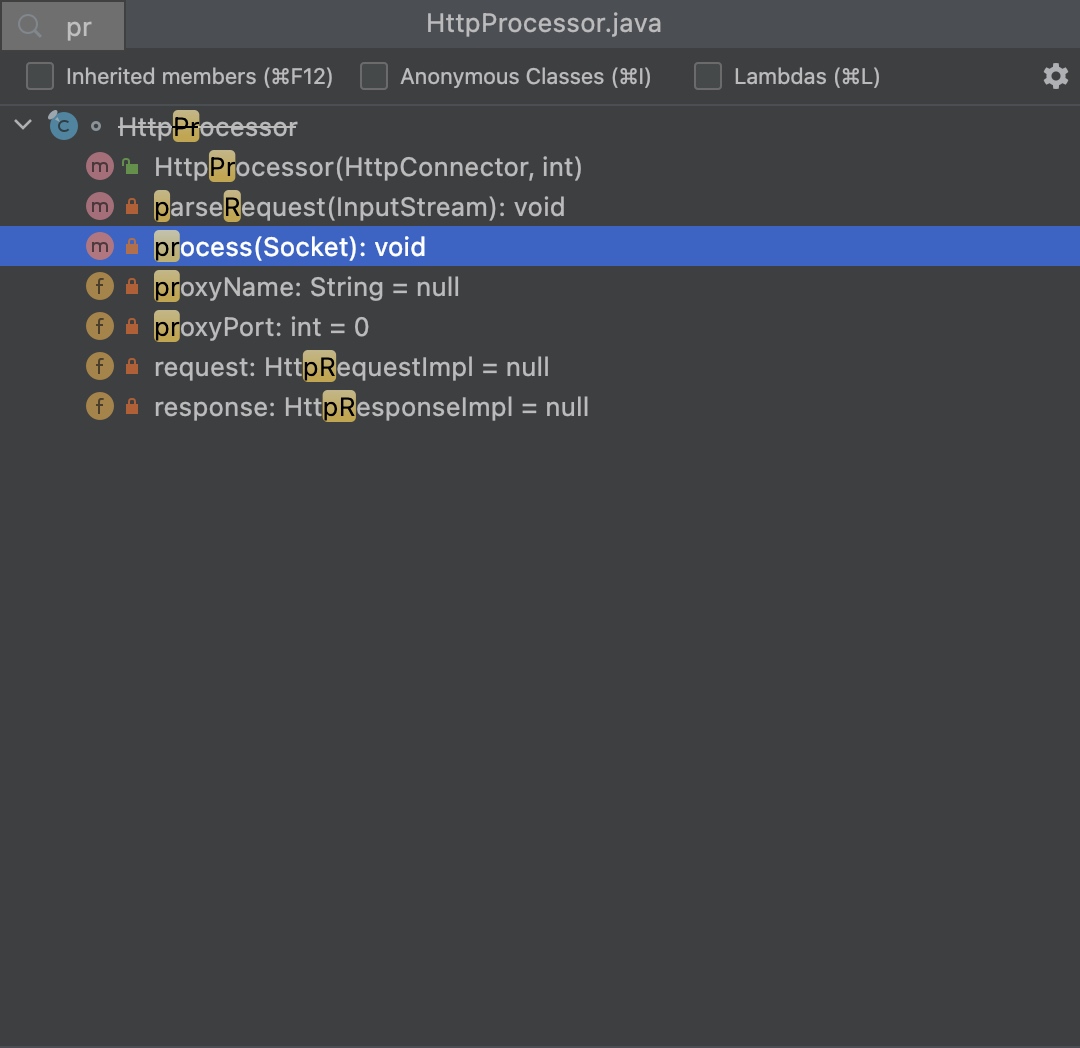 pr
HttpProcessor.java
Inherited members (⌘F12) Anonymous Classes (⌘I) Lambdas (⌘L)
C HttpProcessor
m HttpProcessor(HttpConnector, int)
m parseRequest(InputStream): void
m process(Socket): void
f proxyName: String = null
f proxyPort: int = 0
f request: HttpRequestImpl = null
f response: HttpResponseImpl = null